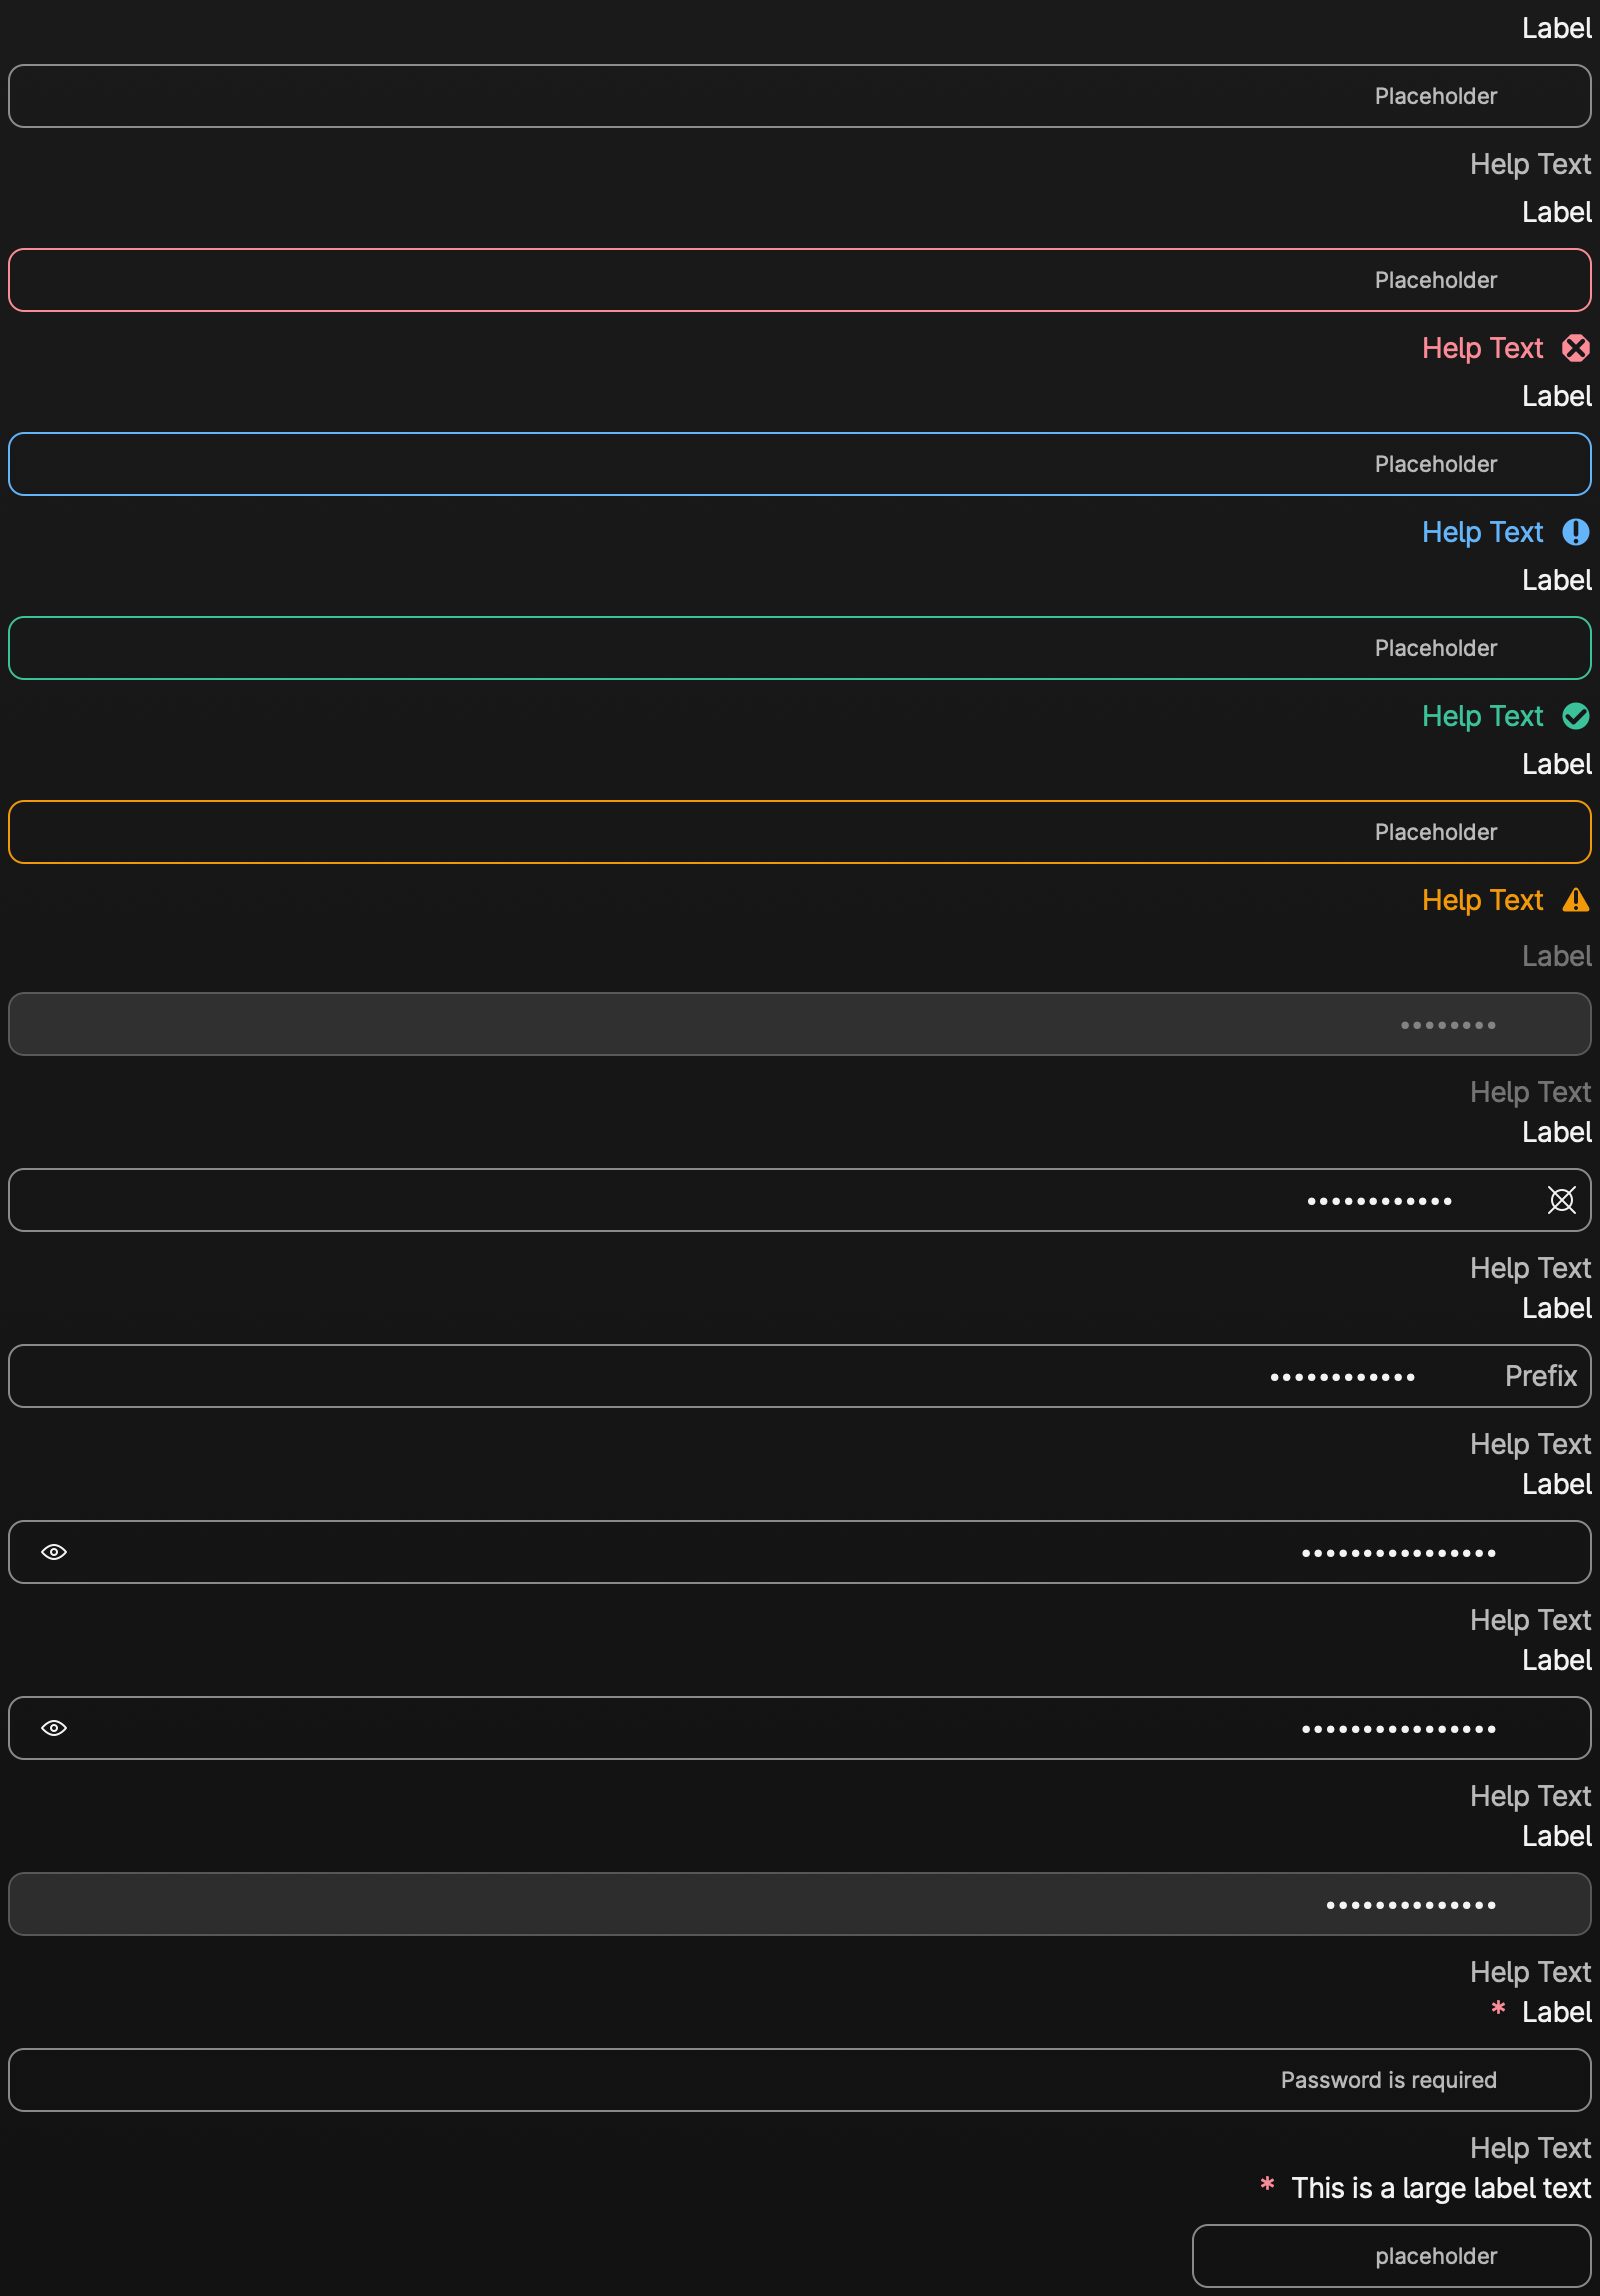 Label
Placeholder
Help Text
Label
Placeholder
Help Text
Label
Placeholder
Help Text
Label
Placeholder
Help Text
Label
Placeholder
Help Text
Label
••••••••
Help Text
Label
••••••••••••
Help Text
Label
•••••••••••• Prefix
Help Text
Label
••••••••••••••••
Help Text
Label
••••••••••••••••
Help Text
Label
••••••••••••••
Help Text
* Label
Password is required
Help Text
* This is a large label text
placeholder